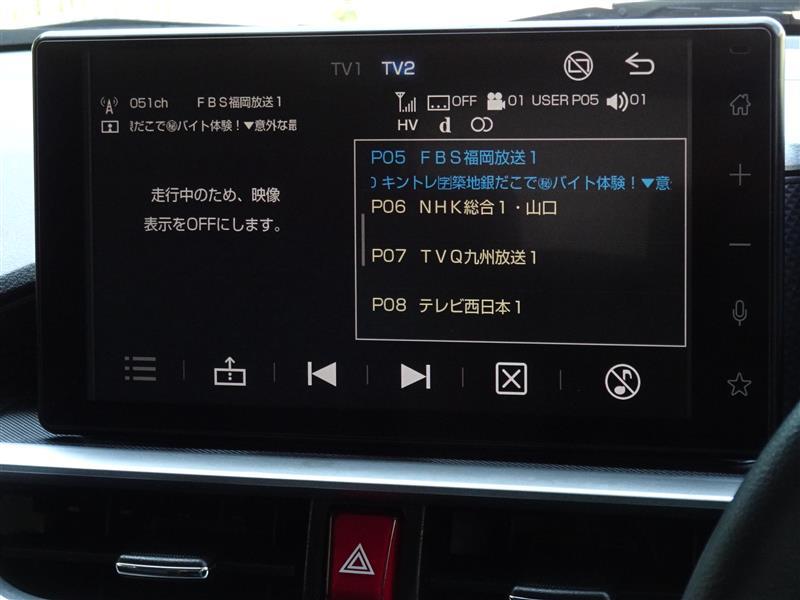 TV1 TV2
051ch ＦＢＳ福岡放送１
だこで㊙バイト体験！▼意外な最
OFF 01 USER P05 01
HV d
P05 ＦＢＳ福岡放送１
キントレ🈑築地銀だこで㊙バイト体験！▼意
P06 ＮＨＫ総合１・山口
P07 ＴＶＱ九州放送１
P08 テレビ西日本１
走行中のため、映像
表示をOFFにします。